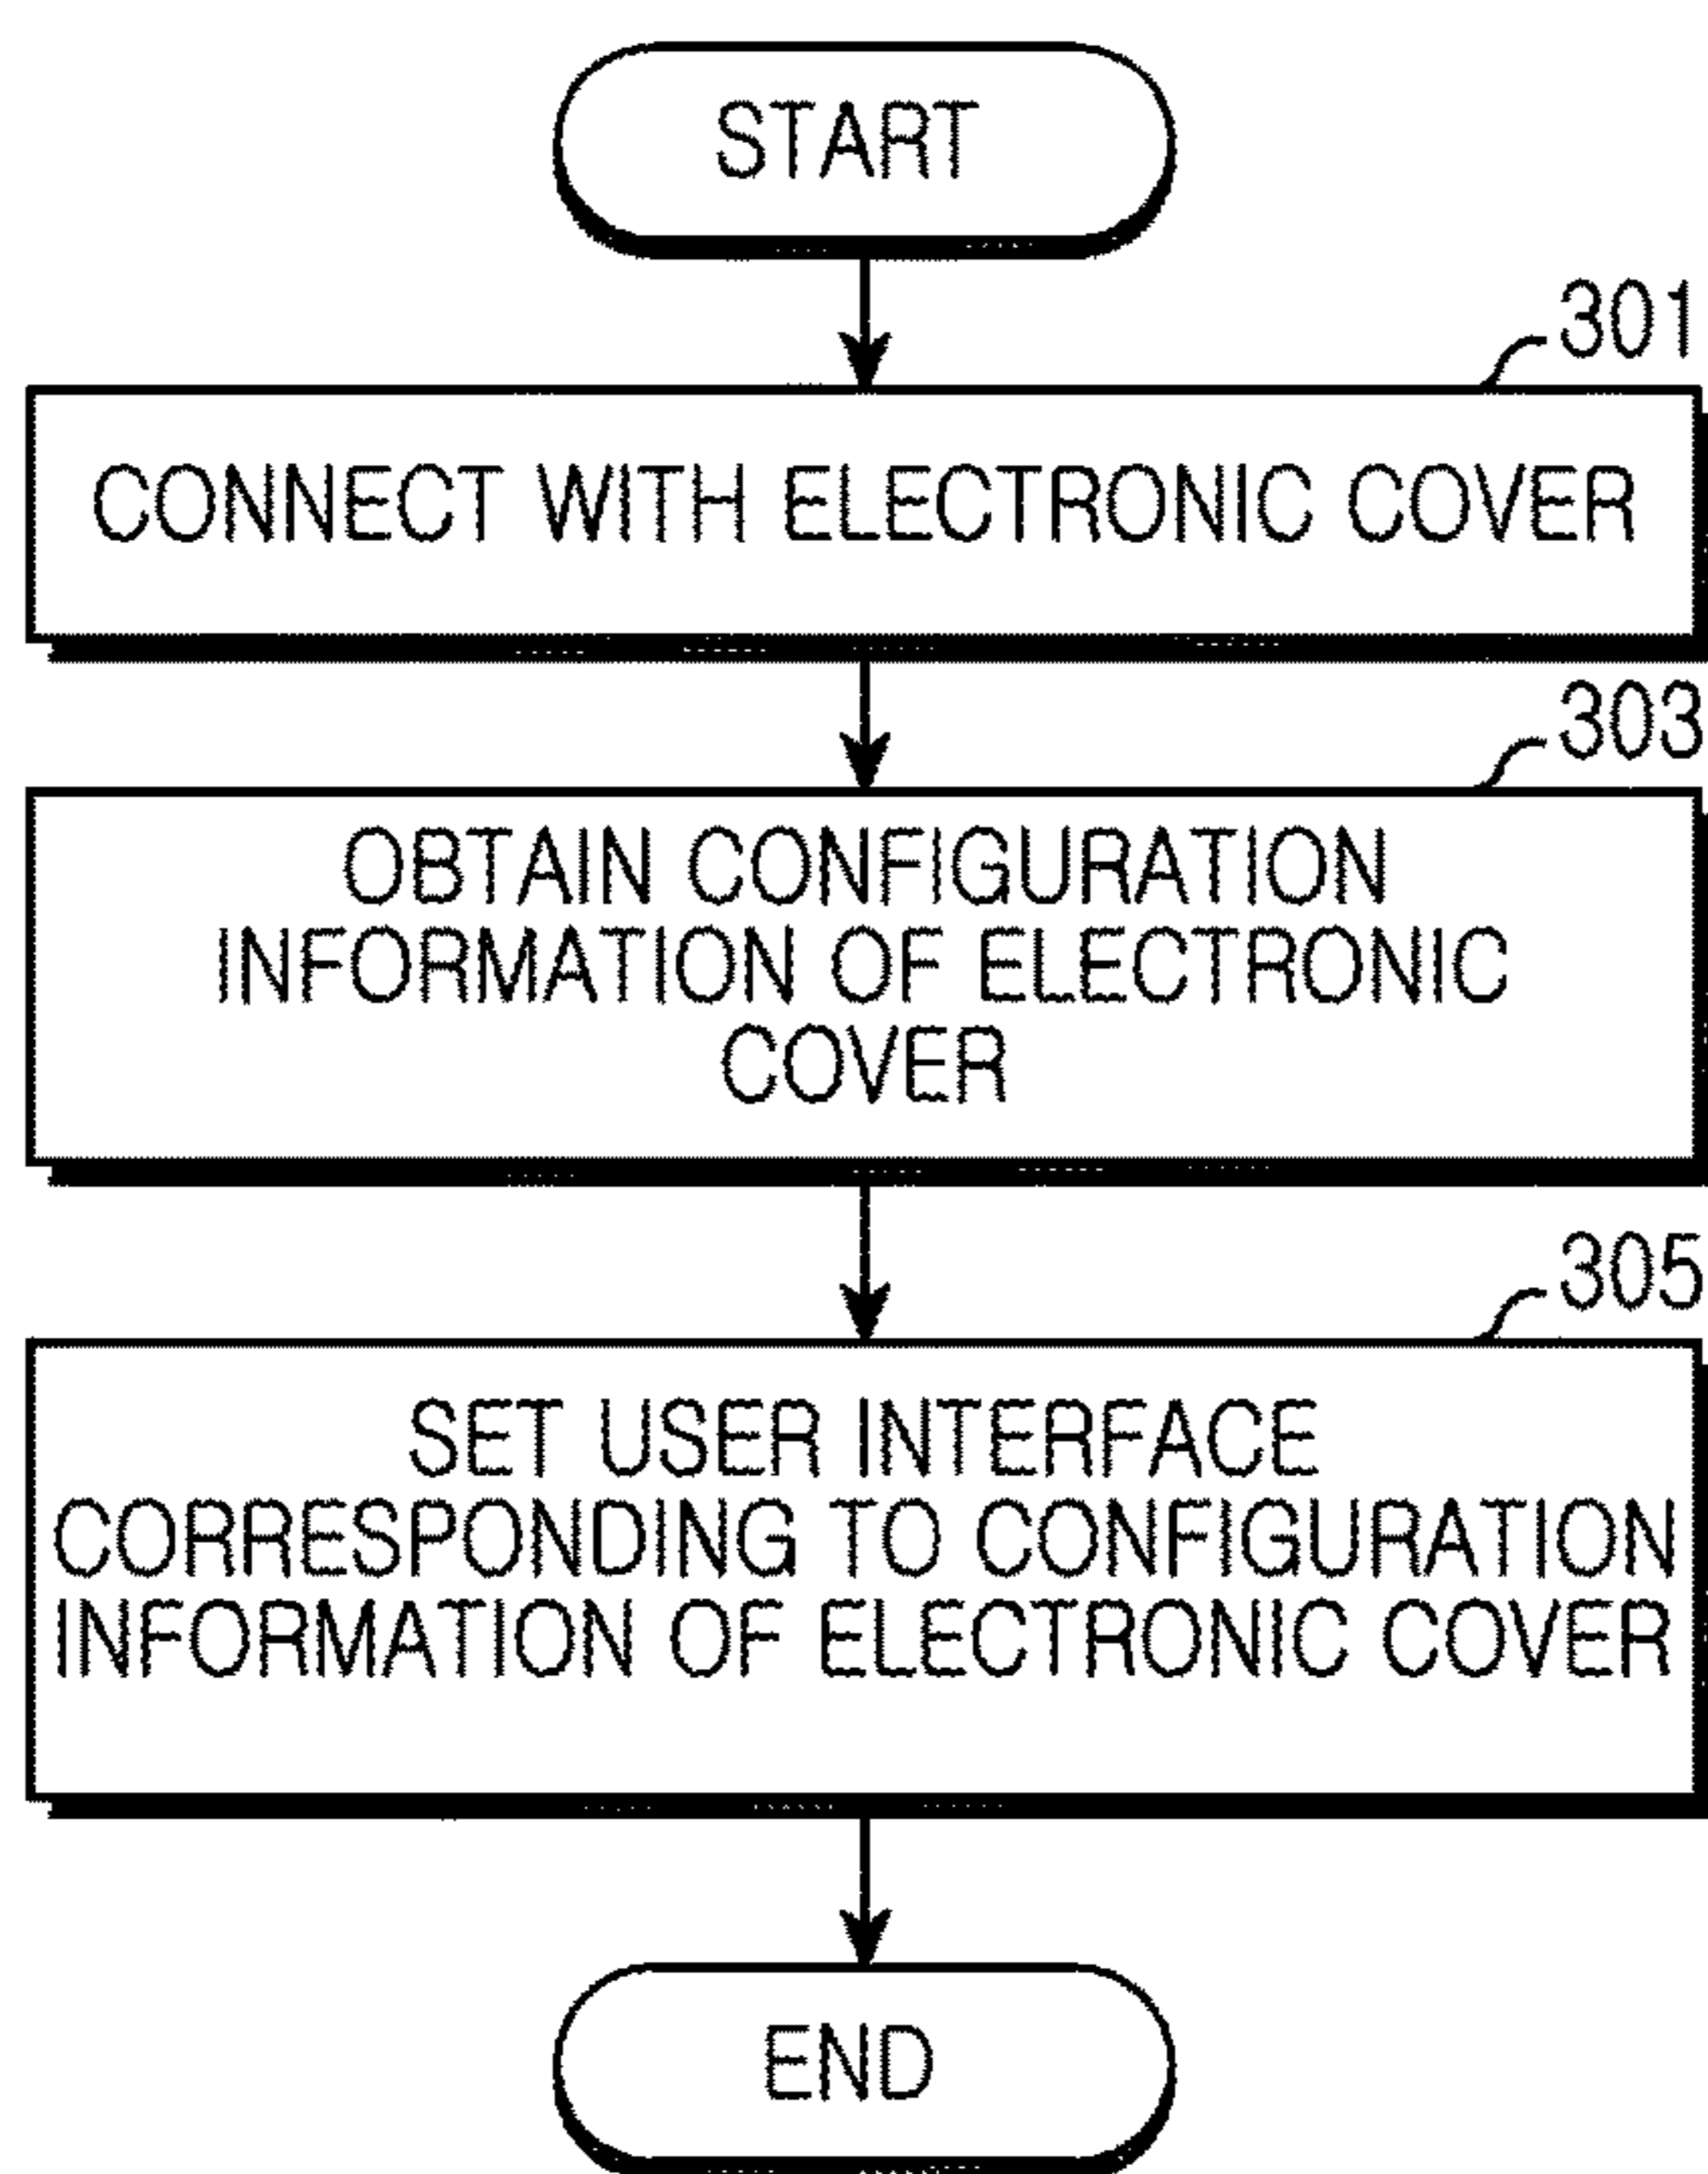 START
301
CONNECT WITH ELECTRONIC COVER
303
OBTAIN CONFIGURATION
INFORMATION OF ELECTRONIC
COVER
305
SET USER INTERFACE
CORRESPONDING TO CONFIGURATION
INFORMATION OF ELECTRONIC COVER
END